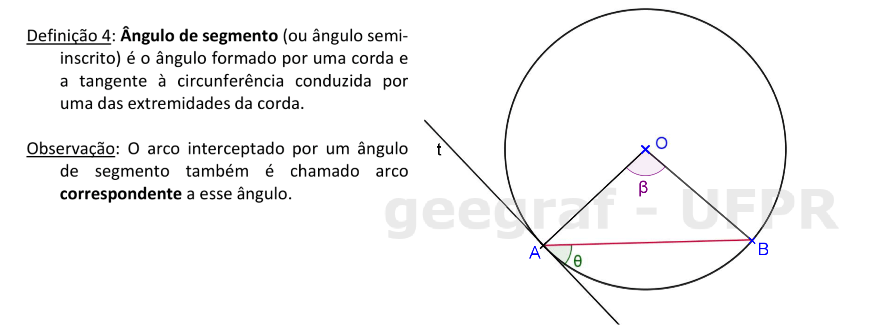 Definição 4: Ângulo de segmento (ou ângulo semi-
inscrito) é o ângulo formado por uma corda e
a tangente à circunferência conduzida por
uma das extremidades da corda.
Observação: O arco interceptado por um ângulo
de segmento também é chamado arco
correspondente a esse ângulo.
t
O
β
geegraf - UFPR
A
θ
B